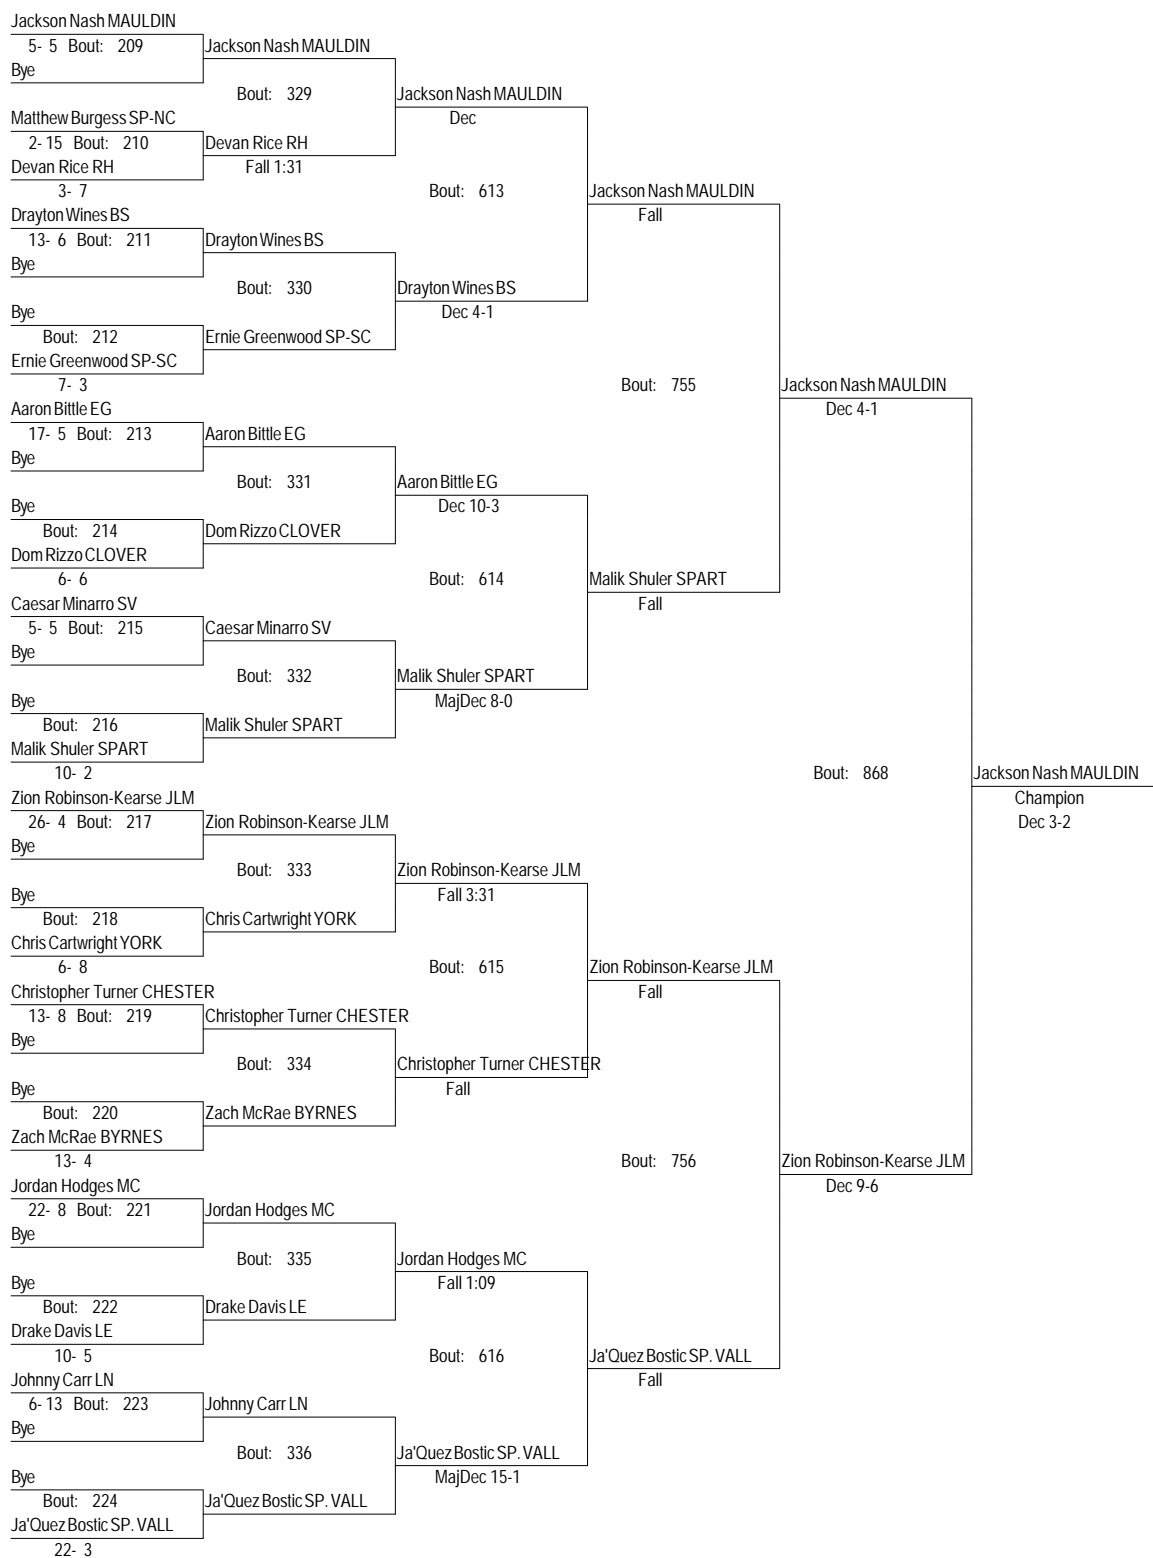 Jackson Nash MAULDIN
5- 5 Bout: 209 Jackson Nash MAULDIN
Bye
Bout: 329 Jackson Nash MAULDIN
Matthew Burgess SP-NC Dec
2- 15 Bout: 210 Devan Rice RH
Devan Rice RH Fall 1:31
3- 7 Bout: 613 Jackson Nash MAULDIN
Drayton Wines BS Fall
13- 6 Bout: 211 Drayton Wines BS
Bye
Bout: 330 Drayton Wines BS
Bye Dec 4-1
Bout: 212 Ernie Greenwood SP-SC
Ernie Greenwood SP-SC
7- 3 Bout: 755 Jackson Nash MAULDIN
Aaron Bittle EG Dec 4-1
17- 5 Bout: 213 Aaron Bittle EG
Bye
Bout: 331 Aaron Bittle EG
Bye Dec 10-3
Bout: 214 Dom Rizzo CLOVER
Dom Rizzo CLOVER
6- 6 Bout: 614 Malik Shuler SPART
Caesar Minarro SV Fall
5- 5 Bout: 215 Caesar Minarro SV
Bye
Bout: 332 Malik Shuler SPART
Bye MajDec 8-0
Bout: 216 Malik Shuler SPART
Malik Shuler SPART
10- 2 Bout: 868 Jackson Nash MAULDIN
Zion Robinson-Kearse JLM Champion
26- 4 Bout: 217 Zion Robinson-Kearse JLM Dec 3-2
Bye
Bout: 333 Zion Robinson-Kearse JLM
Bye Fall 3:31
Bout: 218 Chris Cartwright YORK
Chris Cartwright YORK
6- 8 Bout: 615 Zion Robinson-Kearse JLM
Christopher Turner CHESTER Fall
13- 8 Bout: 219 Christopher Turner CHESTER
Bye
Bout: 334 Christopher Turner CHESTER
Bye Fall
Bout: 220 Zach McRae BYRNES
Zach McRae BYRNES
13- 4 Bout: 756 Zion Robinson-Kearse JLM
Jordan Hodges MC Dec 9-6
22- 8 Bout: 221 Jordan Hodges MC
Bye
Bout: 335 Jordan Hodges MC
Bye Fall 1:09
Bout: 222 Drake Davis LE
Drake Davis LE
10- 5 Bout: 616 Ja'Quez Bostic SP. VALL
Johnny Carr LN Fall
6- 13 Bout: 223 Johnny Carr LN
Bye
Bout: 336 Ja'Quez Bostic SP. VALL
Bye MajDec 15-1
Bout: 224 Ja'Quez Bostic SP. VALL
Ja'Quez Bostic SP. VALL
22- 3